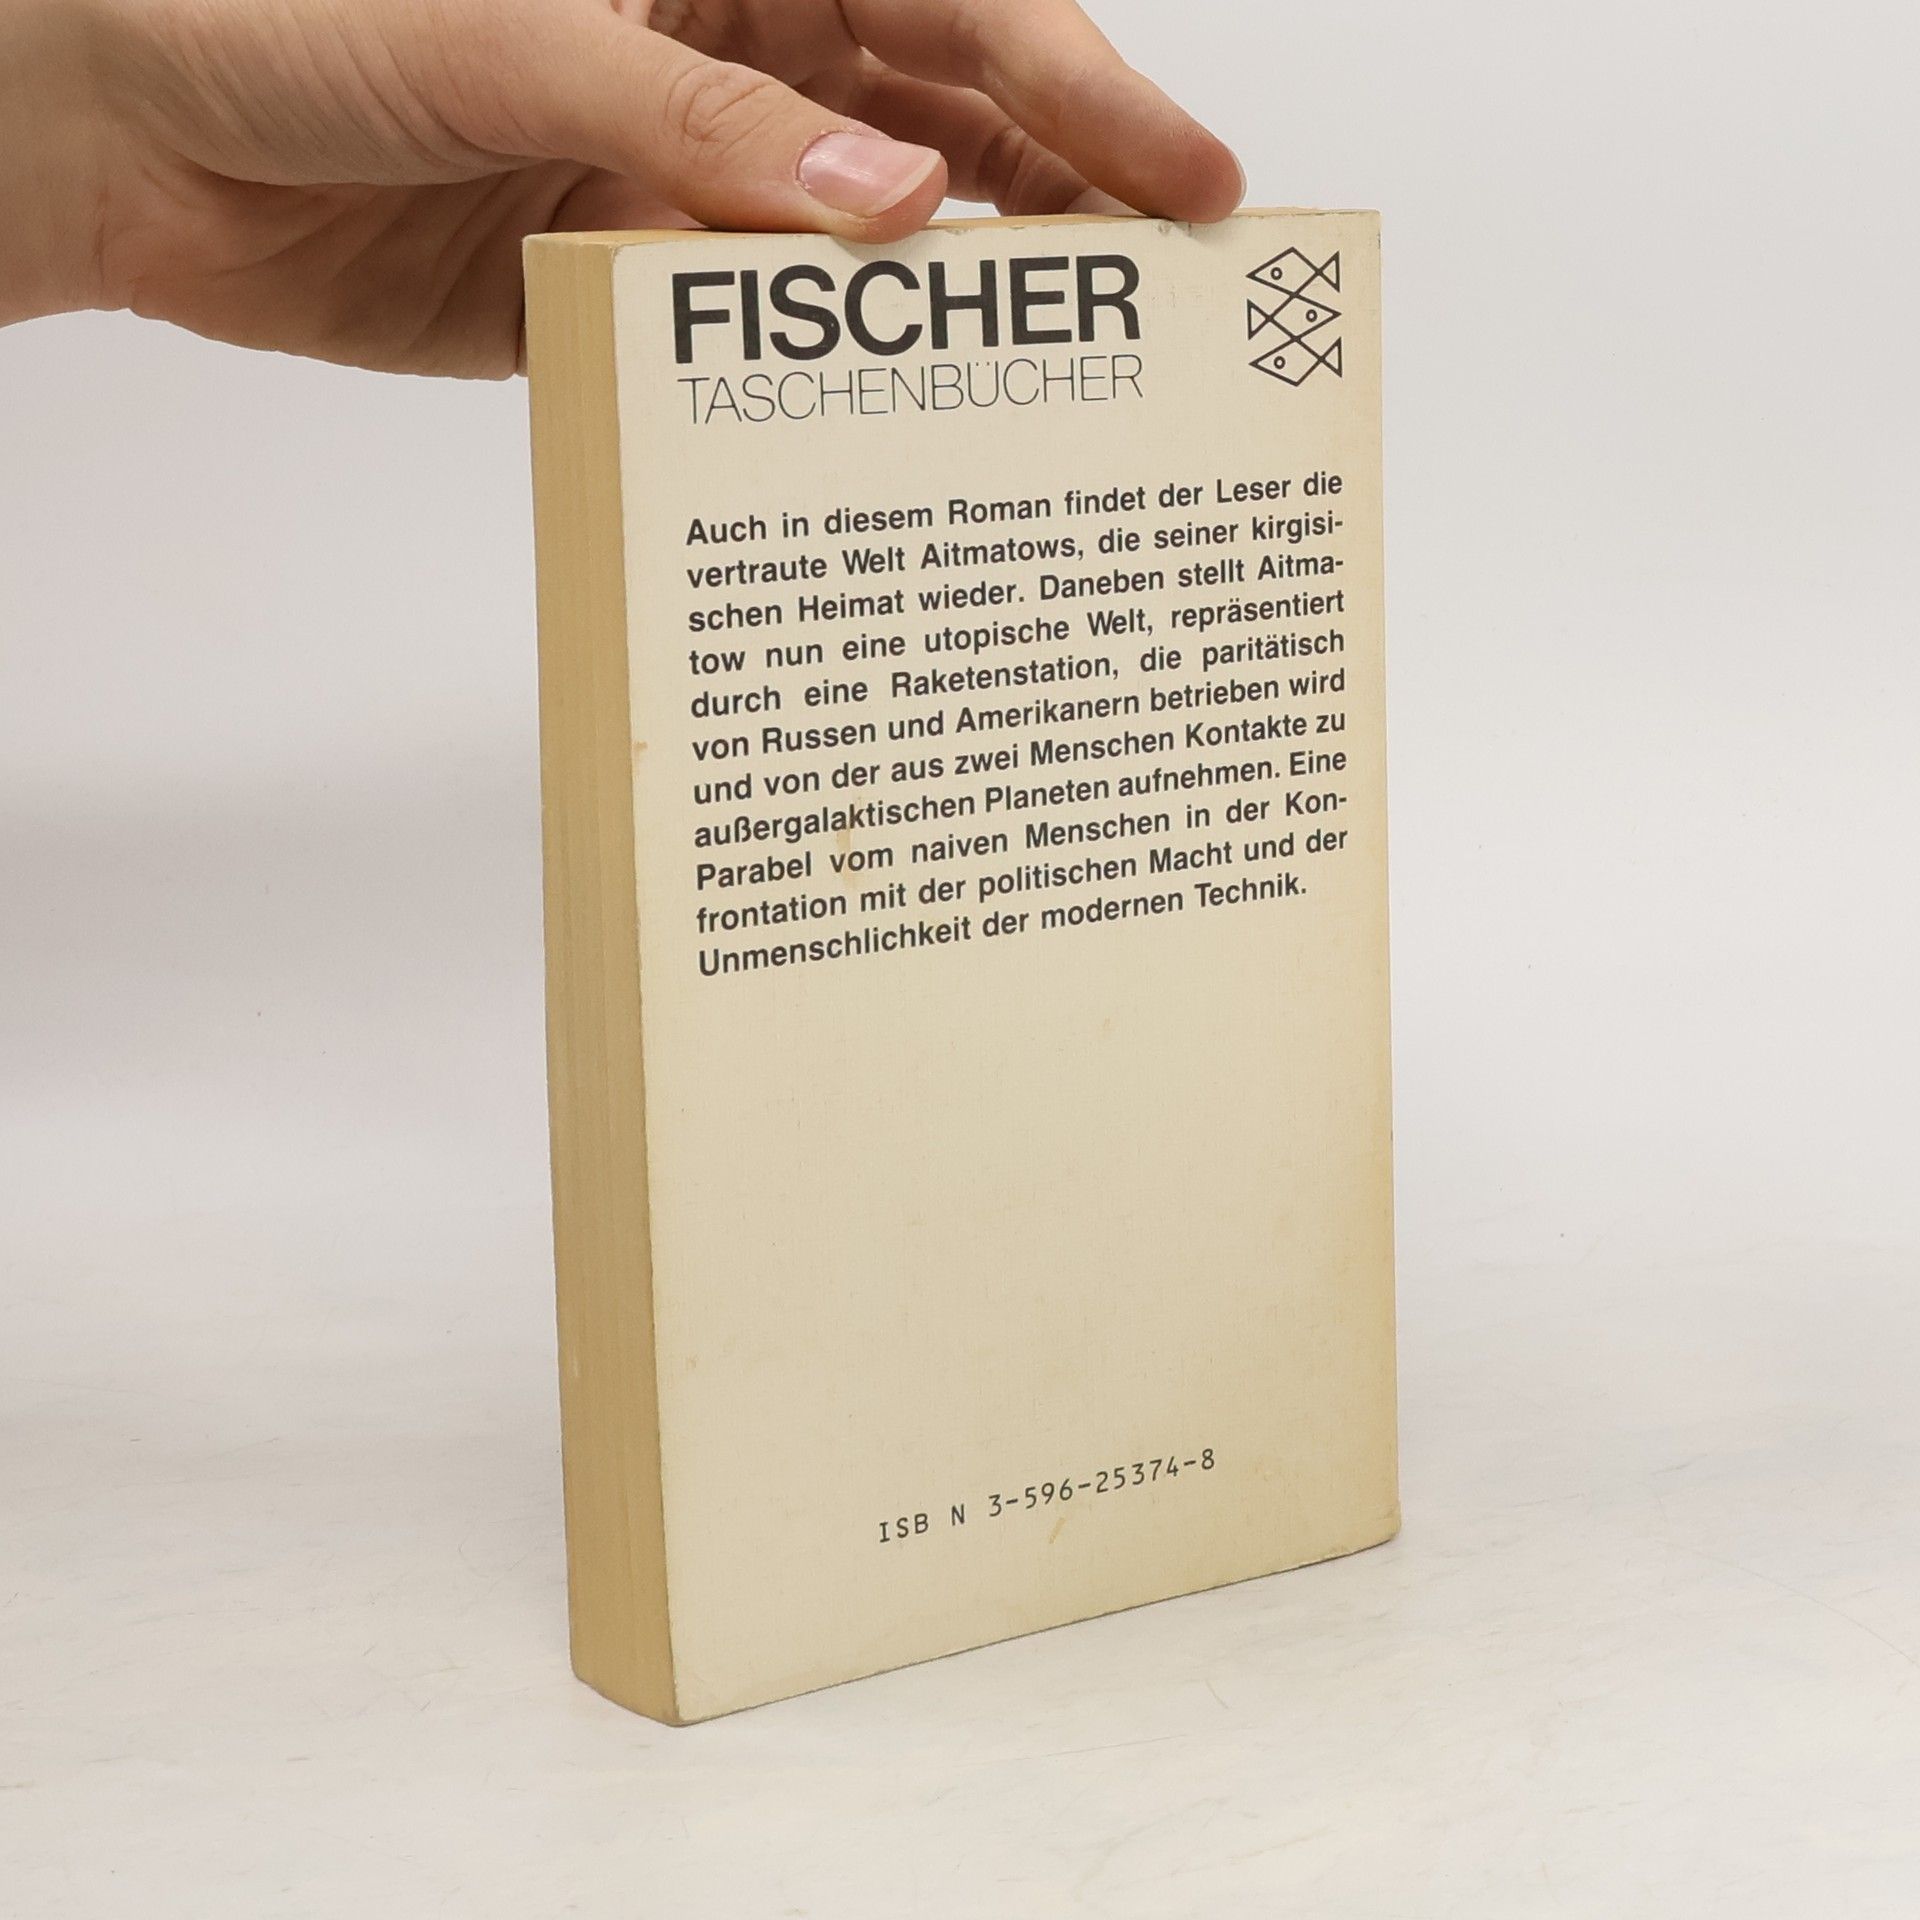 FISCHER
TASCHENBÜCHER
Auch in diesem Roman findet der Leser die
vertraute Welt Aitmatows, die seiner kirgisi-
schen Heimat wieder. Daneben stellt Aitma-
tow nun eine utopische Welt, repräsentiert
durch eine Raketenstation, die paritätisch
von Russen und Amerikanern betrieben wird
und von der aus zwei Menschen Kontakte zu
außergalaktischen Planeten aufnehmen. Eine
Parabel vom naiven Menschen in der Kon-
frontation mit der politischen Macht und der
Unmenschlichkeit der modernen Technik.
ISB N 3-596-25374-8